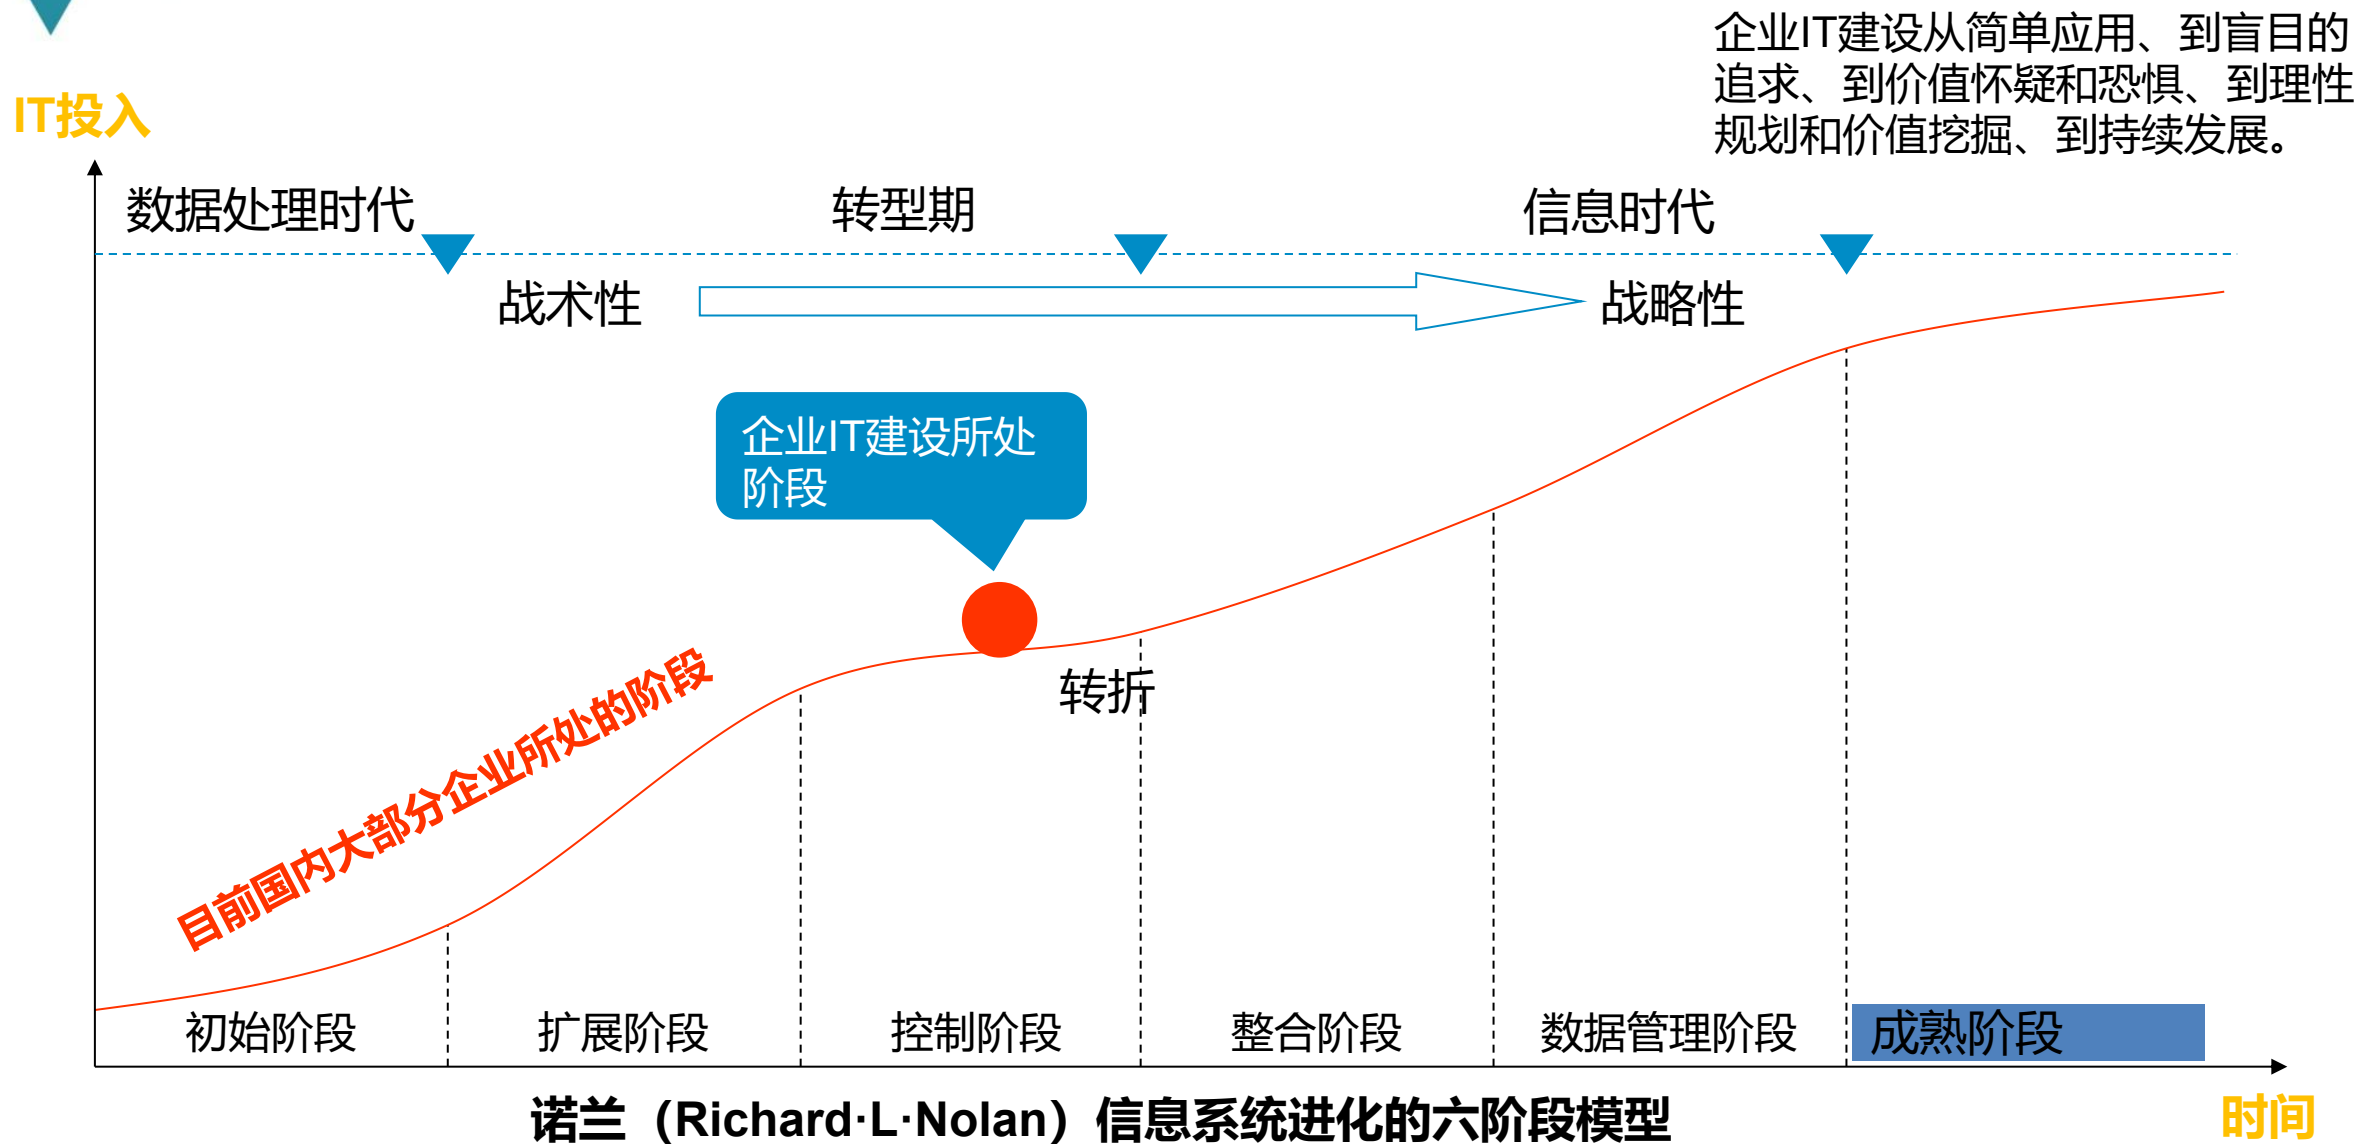 企业IT建设从简单应用、到盲目的
追求、到价值怀疑和恐惧、到理性
规划和价值挖掘、到持续发展。
IT投入
数据处理时代
转型期
信息时代
战术性
战略性
企业IT建设所处
阶段
转折
目前国内大部分企业所处的阶段
初始阶段
扩展阶段
控制阶段
整合阶段
数据管理阶段
成熟阶段
诺兰（Richard·L·Nolan）信息系统进化的六阶段模型
时间